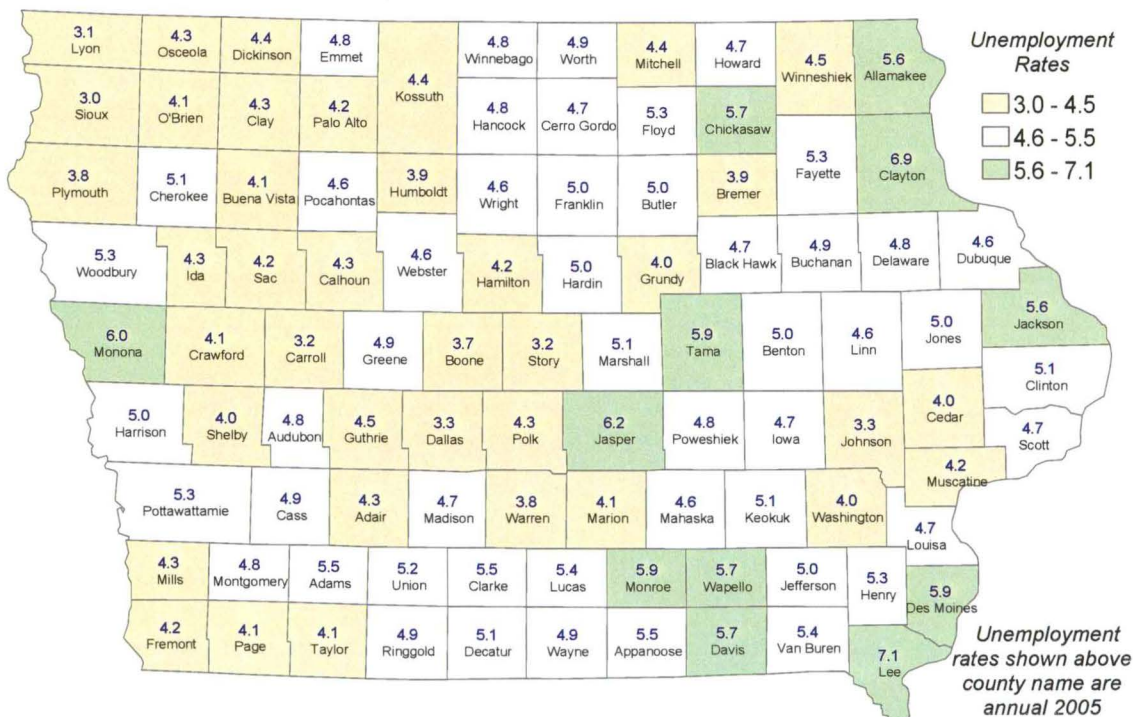 3.1
Lyon
4.3
Osceola
4.4
Dickinson
4.8
Emmet
4.4
Kossuth
4.8
Winnebago
4.9
Worth
4.4
Mitchell
4.7
Howard
4.5
Winneshiek
5.6
Allamakee
Unemployment
Rates
3.0 - 4.5
4.6 - 5.5
5.6 - 7.1
3.0
Sioux
4.1
O'Brien
4.3
Clay
4.2
Palo Alto
4.8
Hancock
4.7
Cerro Gordo
5.3
Floyd
5.7
Chickasaw
3.8
Plymouth
5.1
Cherokee
4.1
Buena Vista
4.6
Pocahontas
3.9
Humboldt
4.6
Wright
5.0
Franklin
5.0
Butler
3.9
Bremer
5.3
Fayette
6.9
Clayton
5.3
Woodbury
4.3
Ida
4.2
Sac
4.3
Calhoun
4.6
Webster
4.2
Hamilton
5.0
Hardin
4.0
Grundy
4.7
Black Hawk
4.9
Buchanan
4.8
Delaware
4.6
Dubuque
6.0
Monona
4.1
Crawford
3.2
Carroll
4.9
Greene
3.7
Boone
3.2
Story
5.1
Marshall
5.9
Tama
5.0
Benton
4.6
Linn
5.0
Jones
5.6
Jackson
5.1
Clinton
5.0
Harrison
4.0
Shelby
4.8
Audubon
4.5
Guthrie
3.3
Dallas
4.3
Polk
6.2
Jasper
4.8
Poweshiek
4.7
Iowa
3.3
Johnson
4.0
Cedar
4.7
Scott
4.2
Muscatine
5.3
Pottawattamie
4.9
Cass
4.3
Adair
4.7
Madison
3.8
Warren
4.1
Marion
4.6
Mahaska
5.1
Keokuk
4.0
Washington
4.7
Louisa
4.3
Mills
4.8
Montgomery
5.5
Adams
5.2
Union
5.5
Clarke
5.4
Lucas
5.9
Monroe
5.7
Wapello
5.0
Jefferson
5.3
Henry
5.9
Des Moines
4.2
Fremont
4.1
Page
4.1
Taylor
4.9
Ringgold
5.1
Decatur
4.9
Wayne
5.5
Appanoose
5.7
Davis
5.4
Van Buren
7.1
Lee
Unemployment
rates shown above
county name are
annual 2005